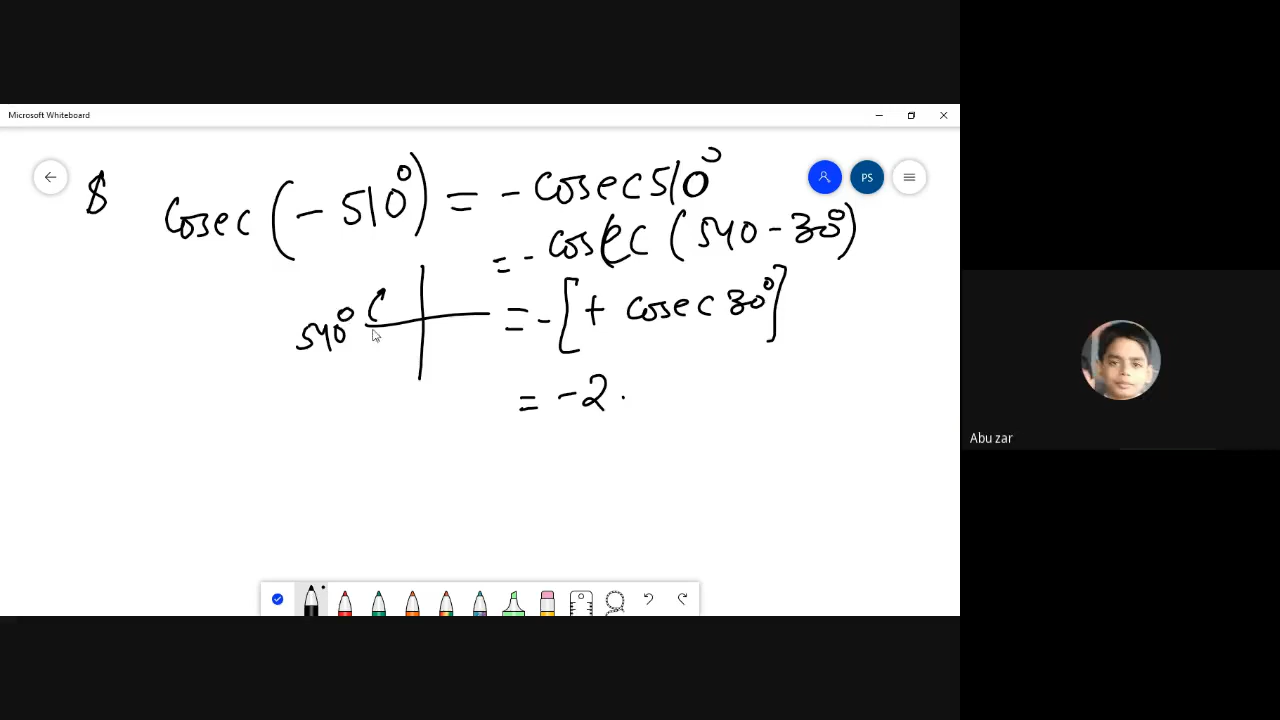 Microsoft Whiteboard
8 cosec (- 510°) = - cosec 510°
PS
= - cosec (540 - 30°)
540°
= - [+ cosec 30°]
= -2.
Abu zar